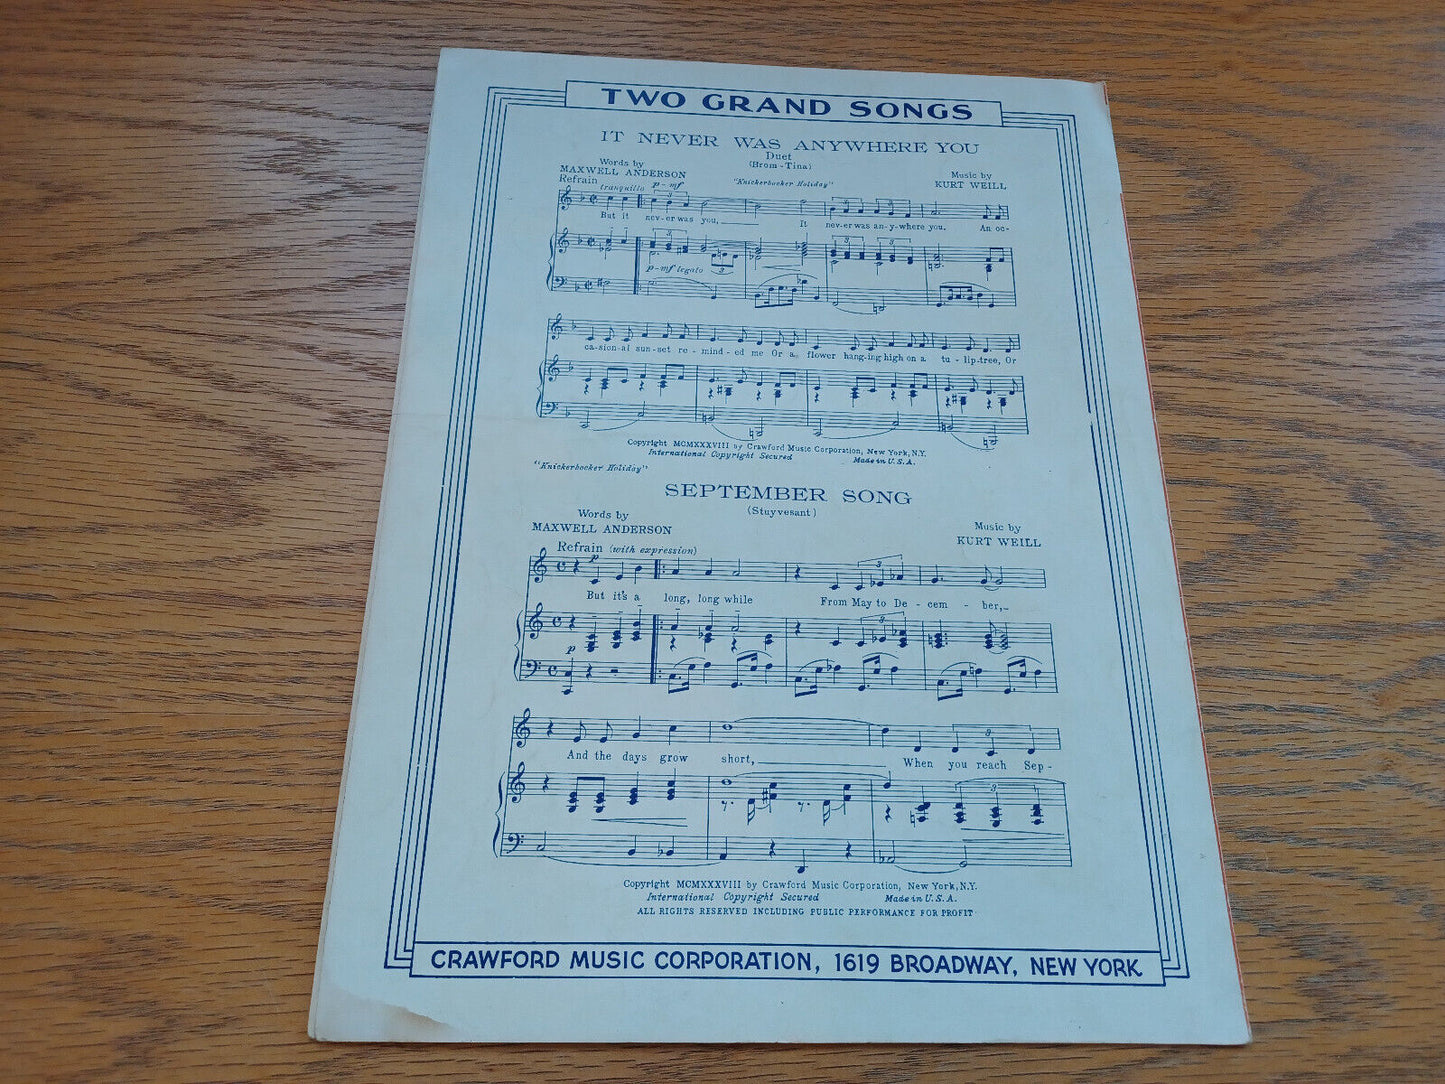 TWO GRAND SONGS
IT NEVER WAS ANYWHERE YOU
Duet
(Brom - Tina)
Words by
MAXWELL ANDERSON
"Knickerbocker Holiday"
Music by
KURT WEILL
Refrain tranquillo p-mf
But it nev-er was you, It nev-er was an-y-where you. An oc-
p-mf legato
ca-sion-al sun-set re-mind-ed me Or a flower hang-ing high on a tu-lip-tree, Or
Copyright MCMXXXVIII by Crawford Music Corporation, New York, N.Y.
International Copyright Secured Made in U.S.A.
"Knickerbocker Holiday"
SEPTEMBER SONG
(Stuyvesant)
Words by
MAXWELL ANDERSON
Music by
KURT WEILL
Refrain (with expression)
p
But it's a long, long while From May to De - cem - ber,
p
And the days grow short, When you reach Sep-
Copyright MCMXXXVIII by Crawford Music Corporation, New York, N.Y.
International Copyright Secured Made in U.S.A.
ALL RIGHTS RESERVED INCLUDING PUBLIC PERFORMANCE FOR PROFIT
CRAWFORD MUSIC CORPORATION, 1619 BROADWAY, NEW YORK